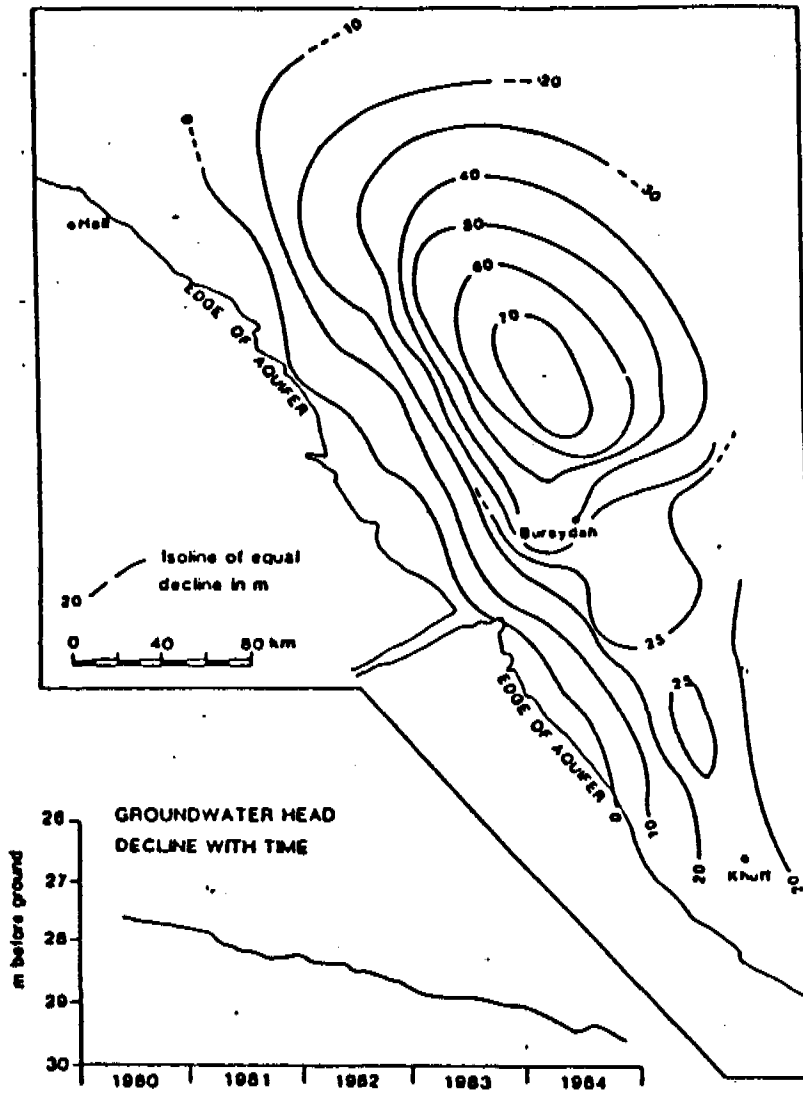 10
20
0
30
40
50
Hail
60
EDGE OF AQUIFER
70
Buraydah
Isoline of equal
decline in m
20
0 40 80 km
25
25
EDGE OF AQUIFER
0
10
20
Khuff
20
GROUNDWATER HEAD
DECLINE WITH TIME
m before ground
26
27
28
29
30
1980 1981 1982 1983 1984